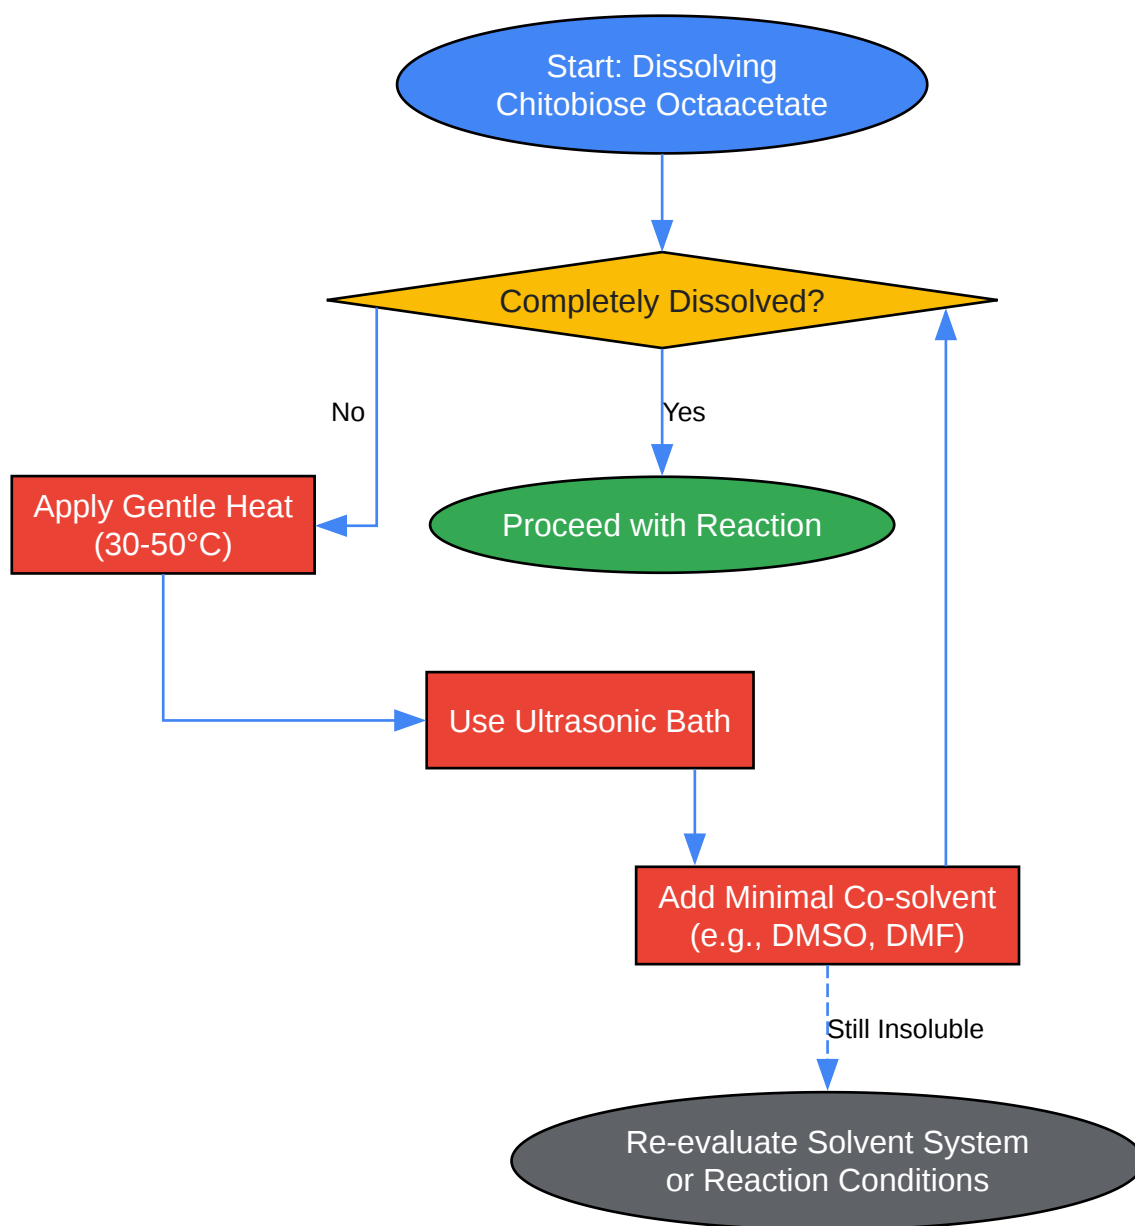 Start: Dissolving
Chitobiose Octaacetate
Completely Dissolved?
No
Yes
Apply Gentle Heat
(30-50°C)
Proceed with Reaction
Use Ultrasonic Bath
Add Minimal Co-solvent
(e.g., DMSO, DMF)
Still Insoluble
Re-evaluate Solvent System
or Reaction Conditions